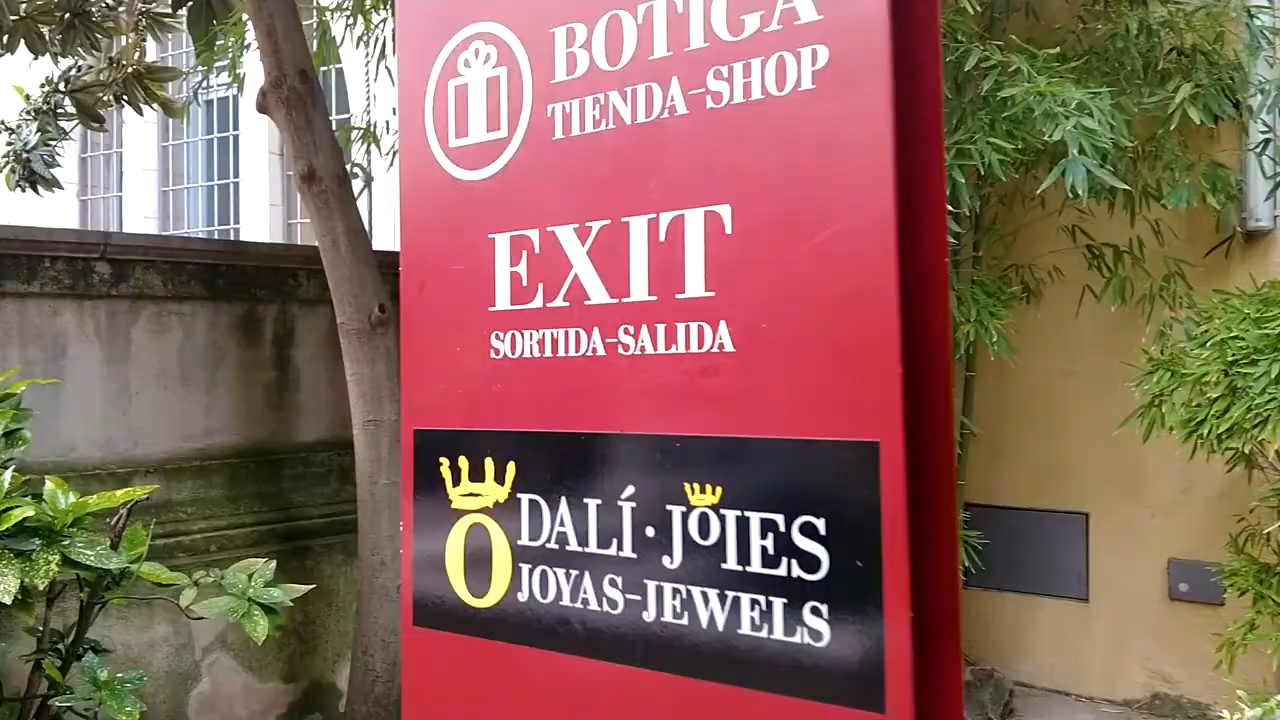 BOTIGA
TIENDA-SHOP
EXIT
SORTIDA-SALIDA
DALÍ·JOIES
JOYAS-JEWELS